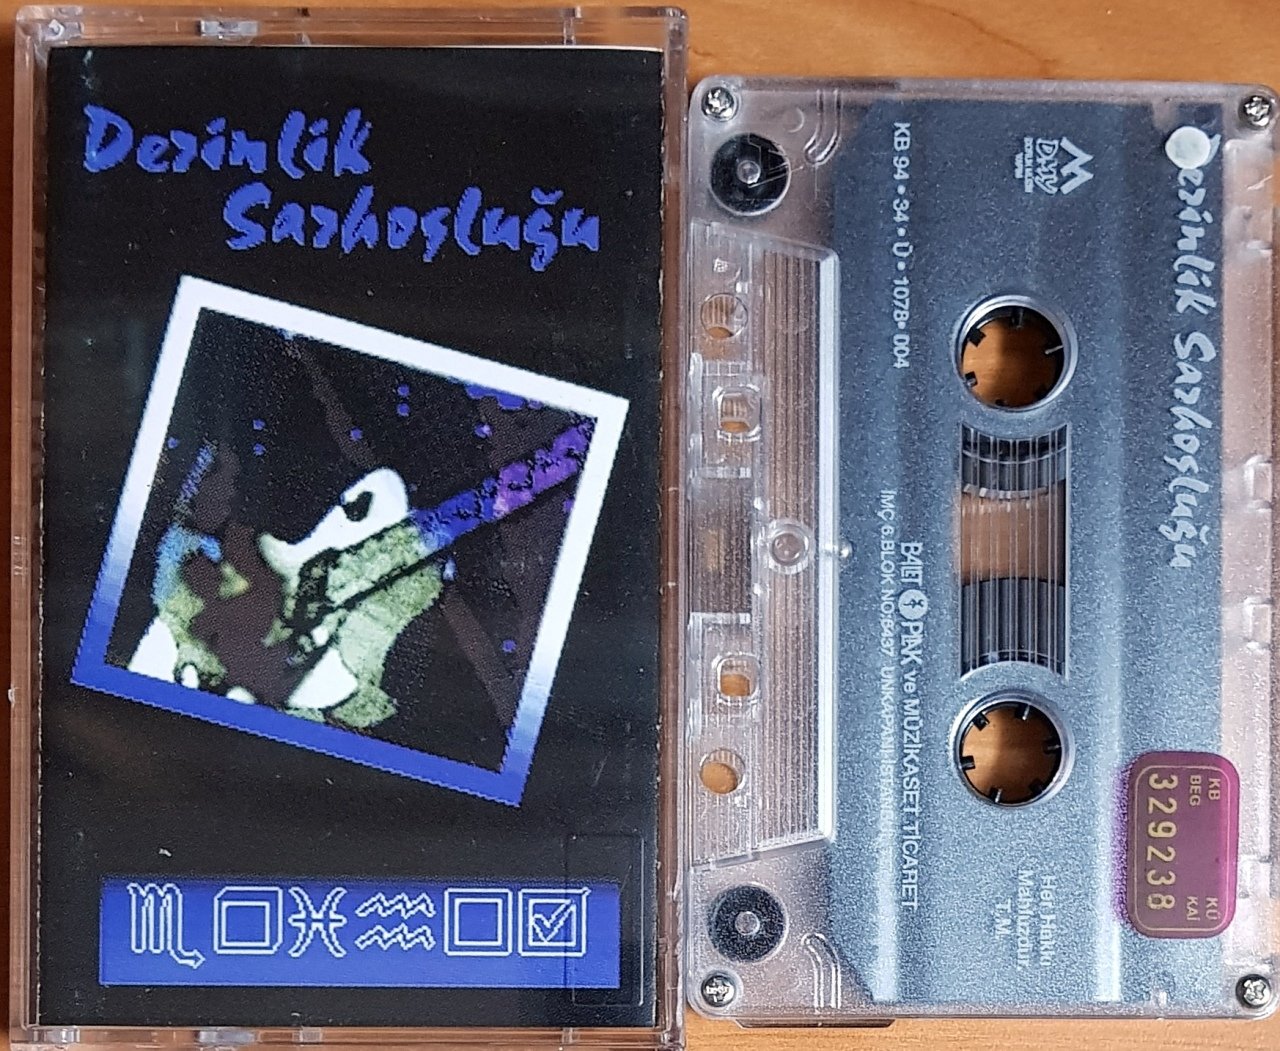 Derinlik
Sarhoşluğu
Derinlik Sarhoşluğu
DMY
KB 94 • 34 • Ü • 1078 • 004
BALET PLAK ve MÜZİKASET TİCARET
İMÇ 6.BLOK NO:6437 UNKAPANI
Her Hakkı
Mahfuzdur.
T.M
KB
BEG
KÜ
KAİ
329238